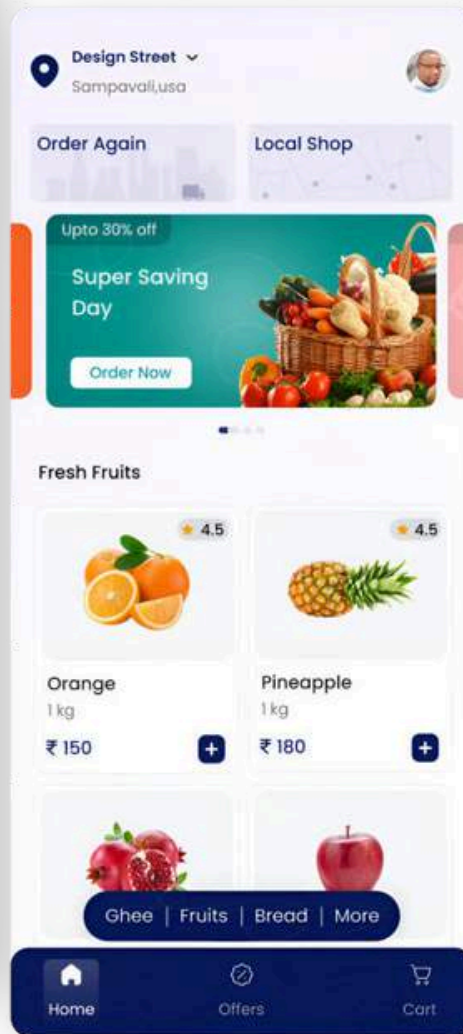 Design Street
Sampavali,usa
Order Again
Local Shop
Upto 30% off
Super Saving
Day
Order Now
Fresh Fruits
4.5
4.5
Orange
1 kg
₹ 150
Pineapple
1 kg
₹ 180
Ghee | Fruits | Bread | More
Home
Offers
Cart